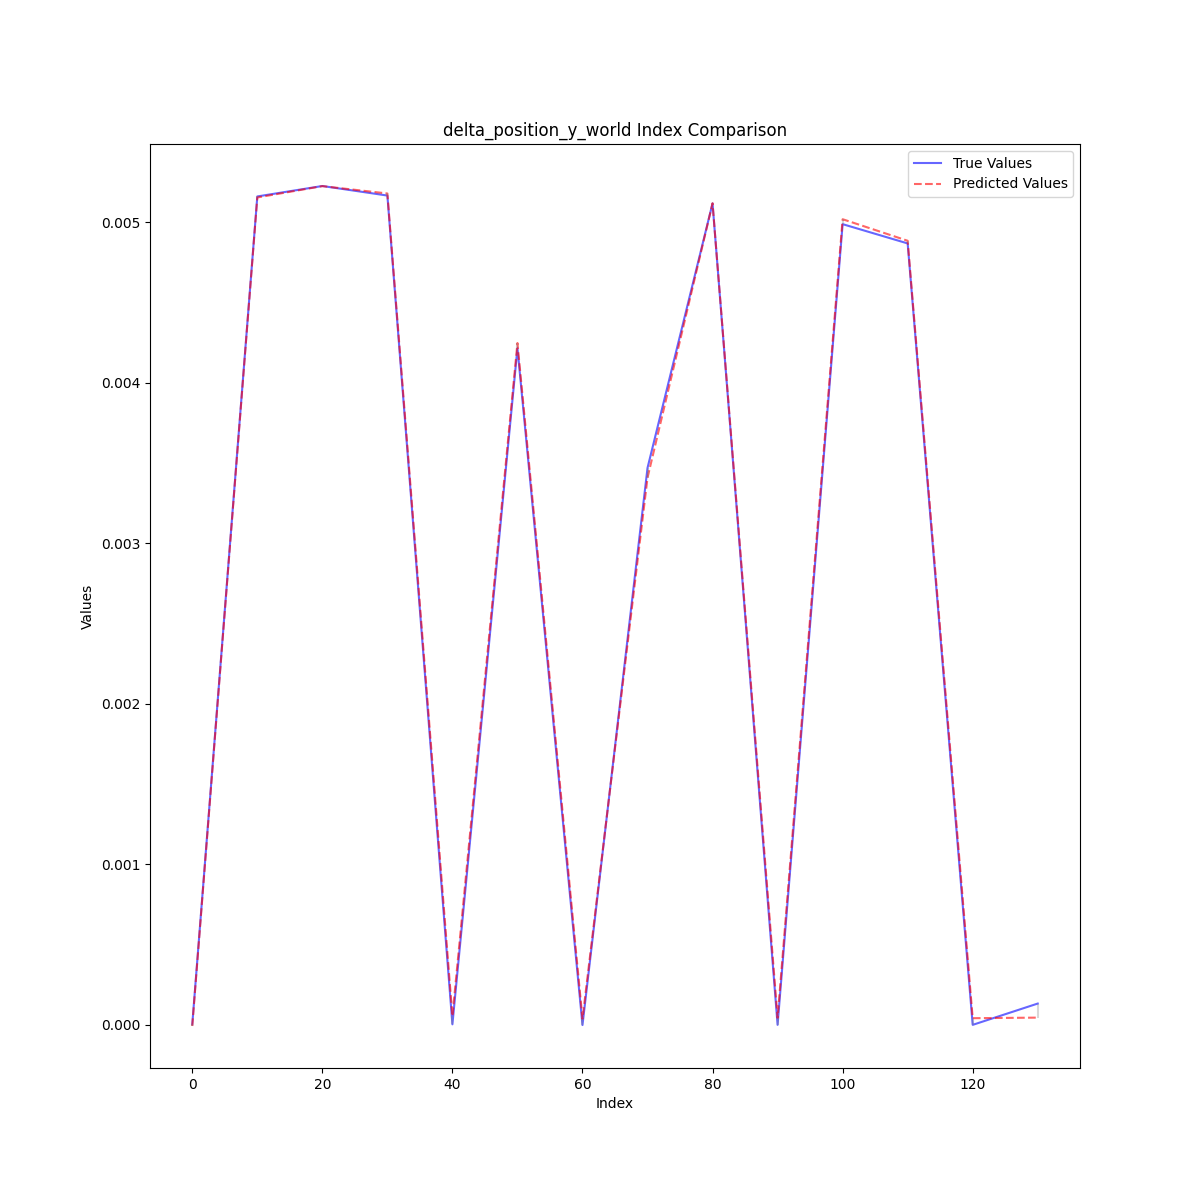 delta_position_y_world Index Comparison
True Values
Predicted Values
0.005
0.004
0.003
0.002
0.001
0.000
Values
0 20 40 60 80 100 120
Index